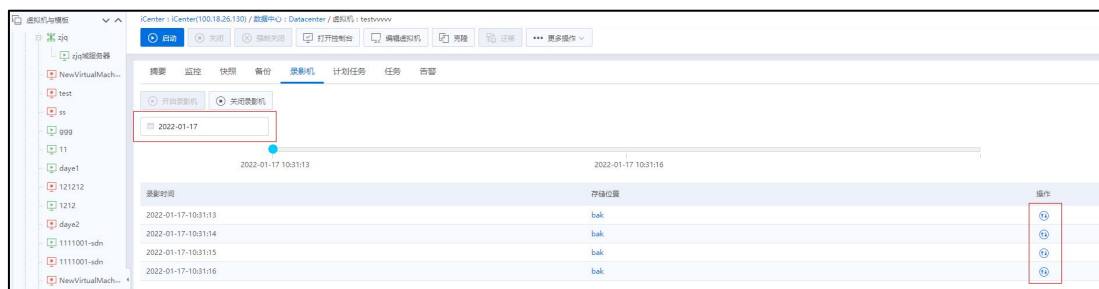 虚拟机与模板
zjq
zjq域服务器
NewVirtualMach...
test
ss
ggg
11
daye1
121212
1212
daye2
1111001-sdn
1111001-sdn
NewVirtualMach...
iCenter : iCenter(100.18.26.130) / 数据中心 : Datacenter / 虚拟机 : testvvvvv
启动 关闭 强制关闭 打开控制台 编辑虚拟机 克隆 迁移 ••• 更多操作
摘要 监控 快照 备份 录影机 计划任务 任务 告警
开启录影机 关闭录影机
2022-01-17
2022-01-17 10:31:13 2022-01-17 10:31:16
录影时间 存储位置 操作
2022-01-17-10:31:13 bak
2022-01-17-10:31:14 bak
2022-01-17-10:31:15 bak
2022-01-17-10:31:16 bak